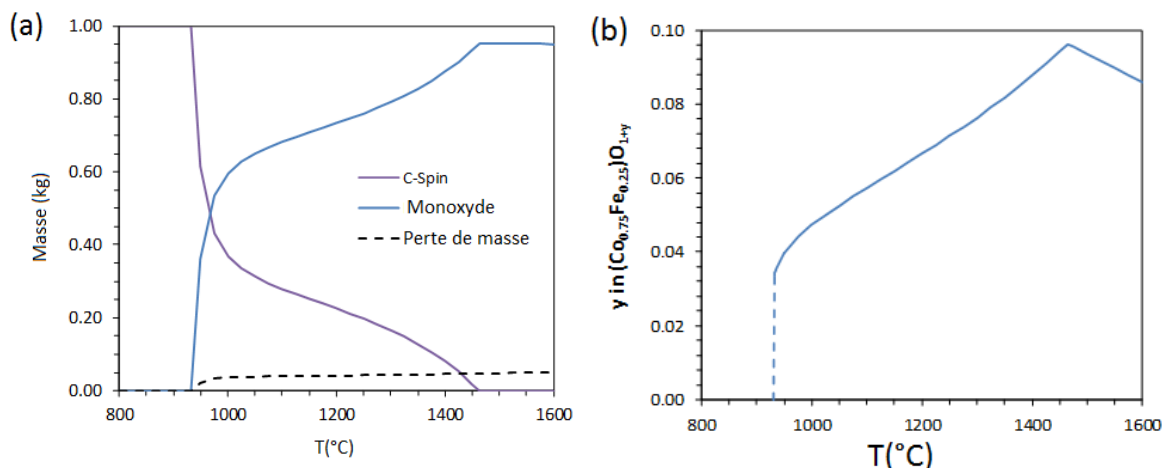 (a)
1.00
0.80
0.60
0.40
0.20
0.00
Masse (kg)
C-Spin
Monoxyde
Perte de masse
800
1000
1200
1400
1600
T(°C)
(b)
0.10
0.08
0.06
0.04
0.02
0.00
y in (Co0.75Fe0.25)O1+y
800
1000
1200
1400
1600
T(°C)